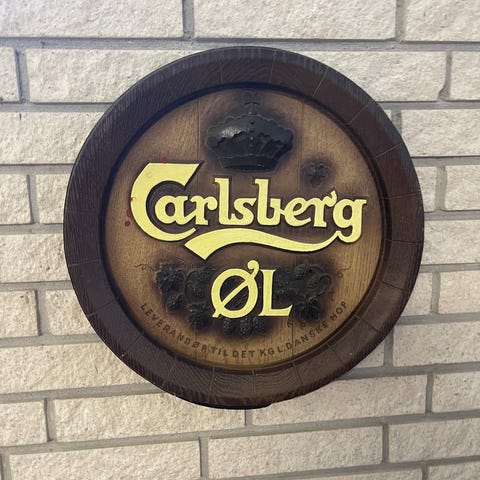 Carlsberg
ØL
LEVERANDØR TIL DET KGL. DANSKE HOF